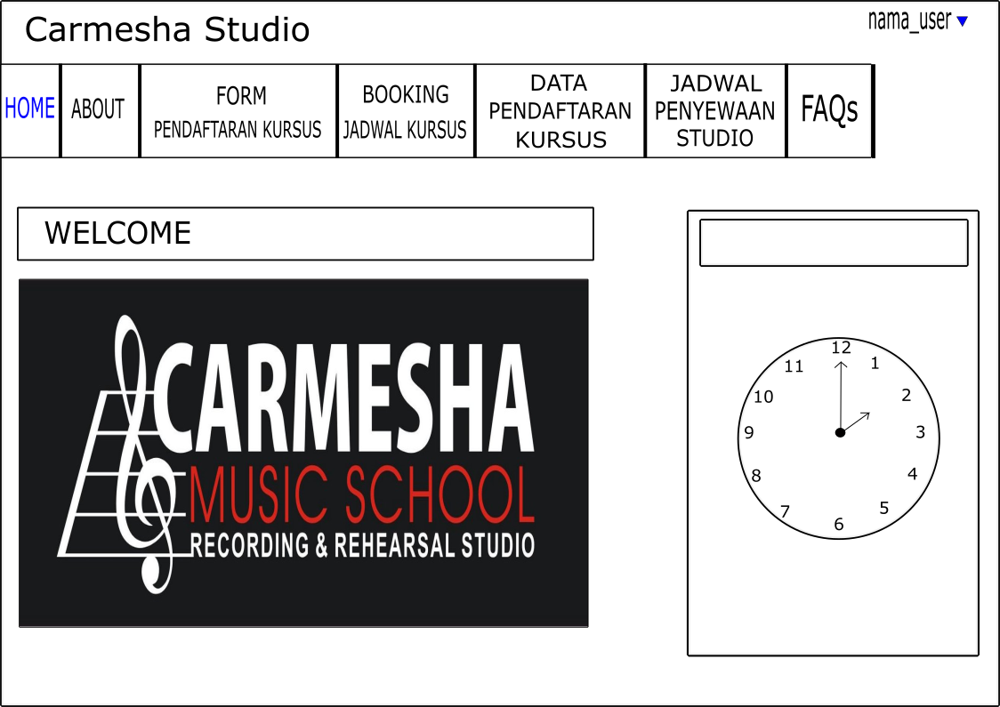 Carmesha Studio
nama_user
HOME
ABOUT
FORM
PENDAFTARAN KURSUS
BOOKING
JADWAL KURSUS
DATA
PENDAFTARAN
KURSUS
JADWAL
PENYEWAAN
STUDIO
FAQs
WELCOME
CARMESHA
MUSIC SCHOOL
RECORDING & REHEARSAL STUDIO
12
1
2
3
4
5
6
7
8
9
10
11